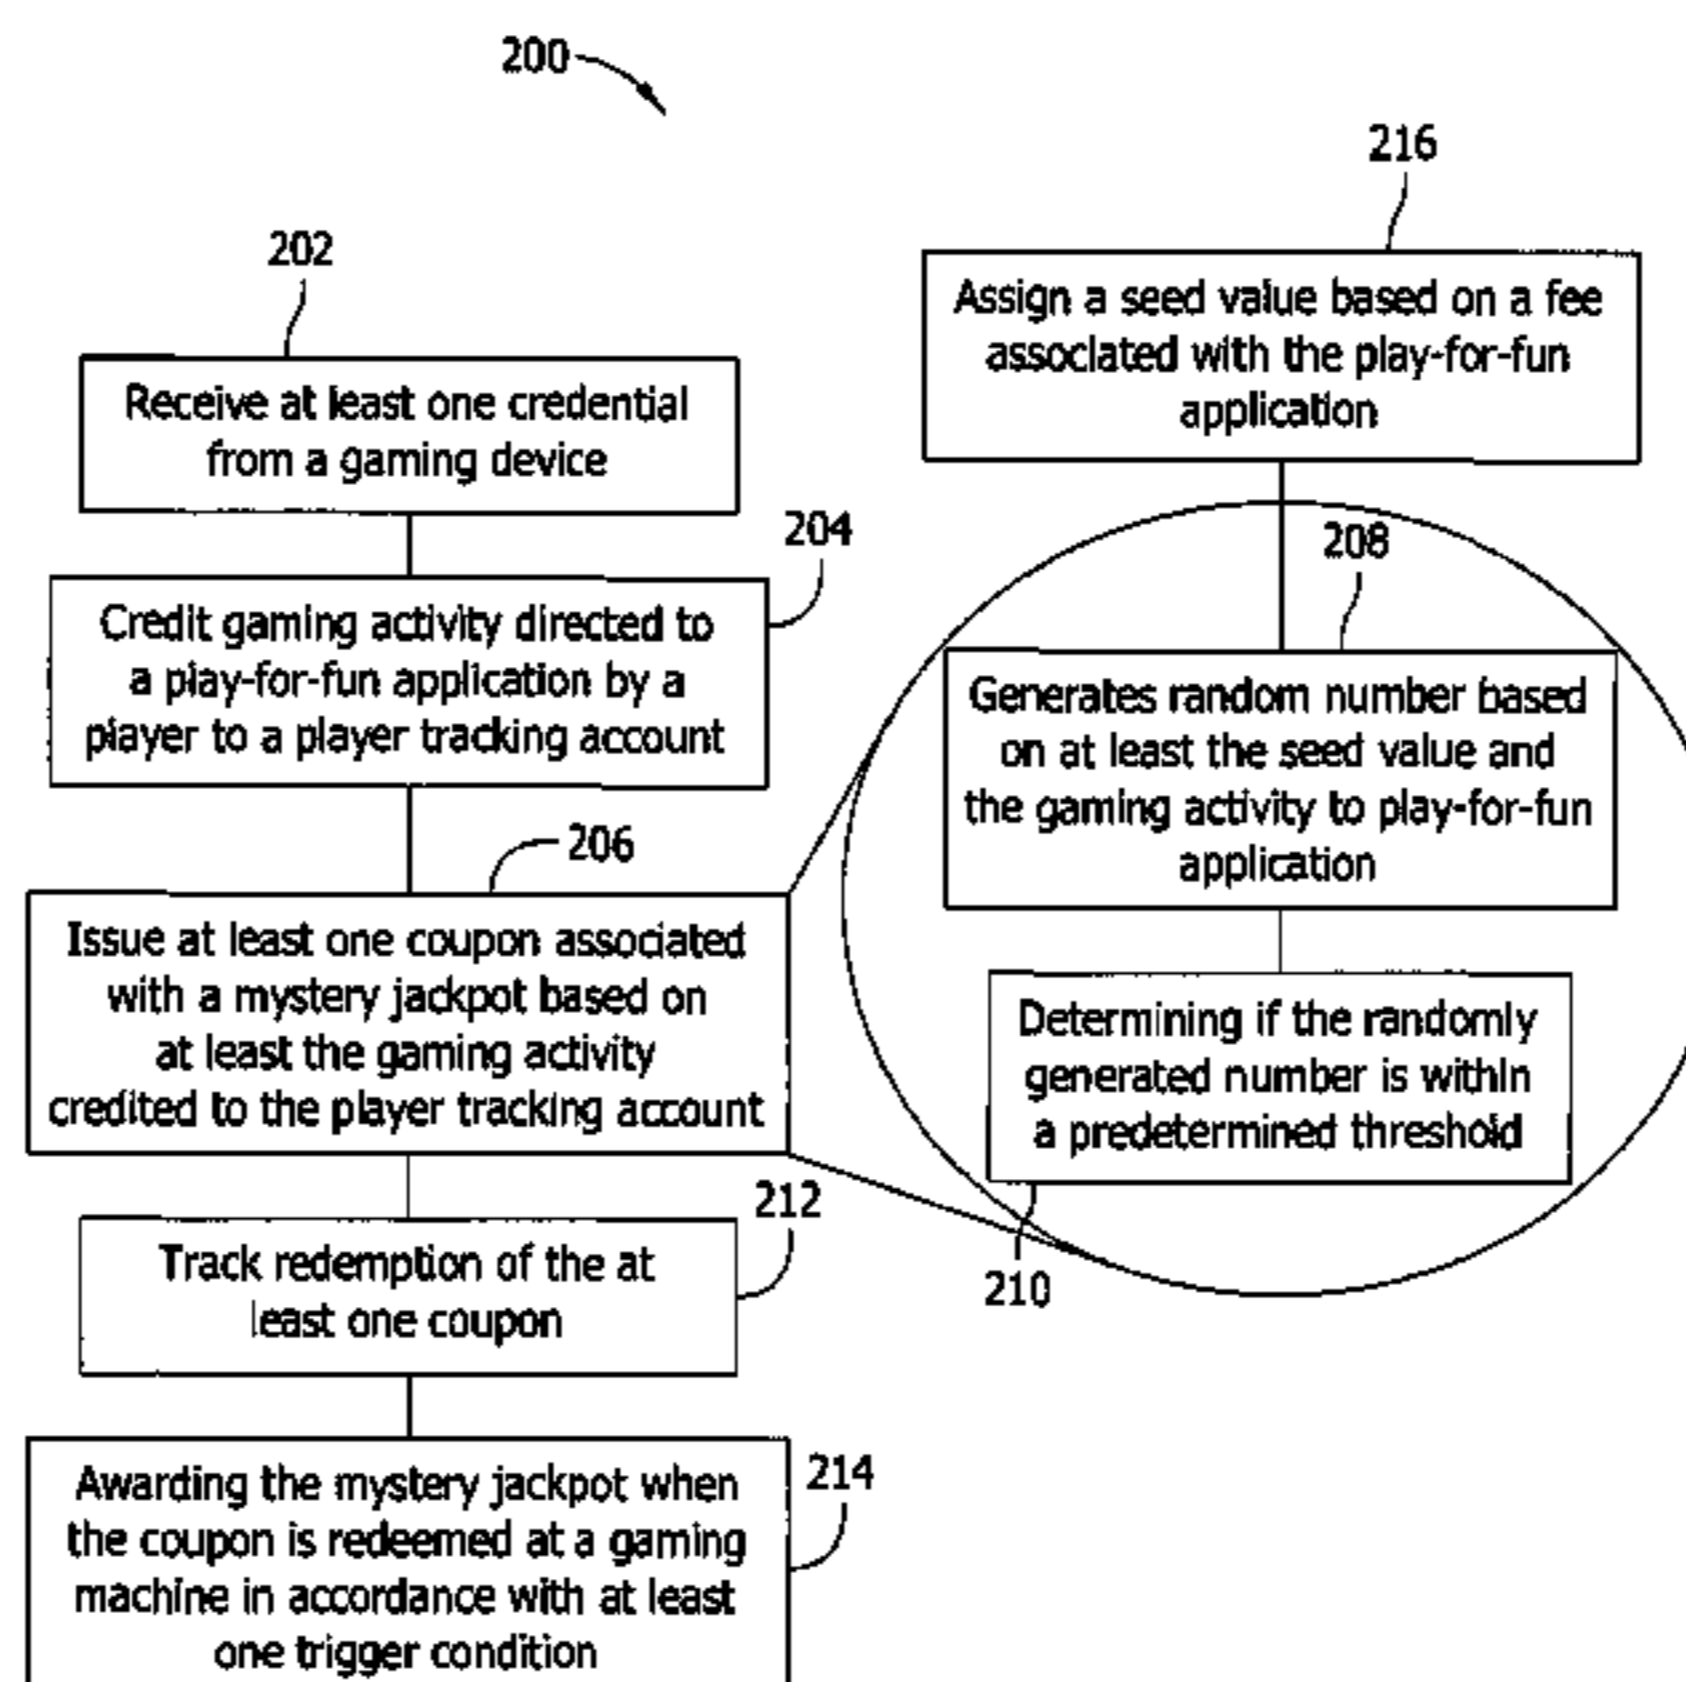 200
202
Receive at least one credential
from a gaming device
204
Credit gaming activity directed to
a play-for-fun application by a
player to a player tracking account
206
Issue at least one coupon associated
with a mystery jackpot based on
at least the gaming activity
credited to the player tracking account
212
Track redemption of the at
least one coupon
214
Awarding the mystery jackpot when
the coupon is redeemed at a gaming
machine in accordance with at least
one trigger condition
216
Assign a seed value based on a fee
associated with the play-for-fun
application
208
Generates random number based
on at least the seed value and
the gaming activity to play-for-fun
application
Determining if the randomly
generated number is within
a predetermined threshold
210